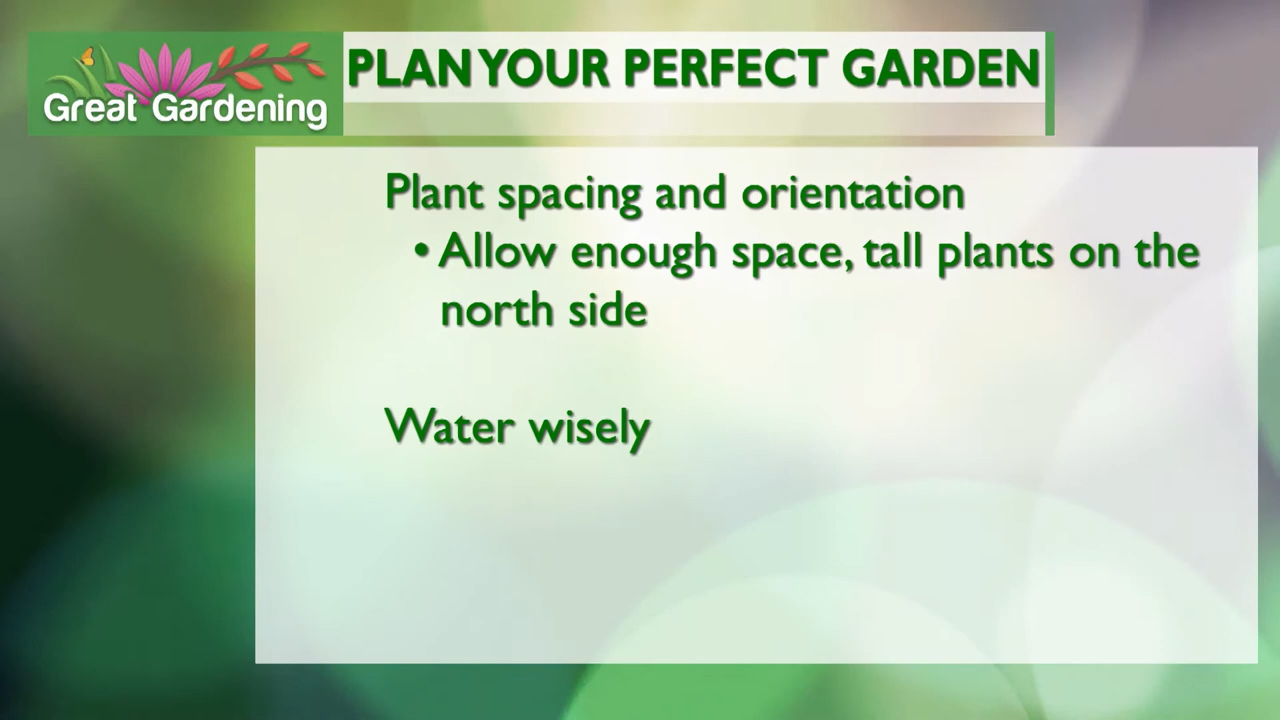 Great Gardening
PLAN YOUR PERFECT GARDEN
Plant spacing and orientation
• Allow enough space, tall plants on the
north side
Water wisely